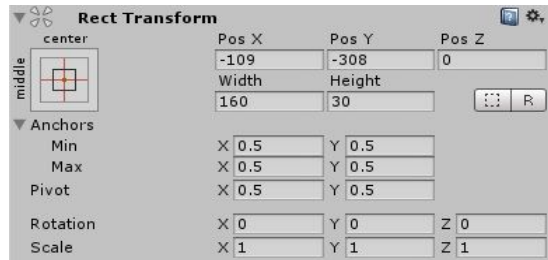 Rect Transform
center Pos X Pos Y Pos Z
middle -109 -308 0
Width Height
160 30 R
Anchors
Min X 0.5 Y 0.5
Max X 0.5 Y 0.5
Pivot X 0.5 Y 0.5
Rotation X 0 Y 0 Z 0
Scale X 1 Y 1 Z 1